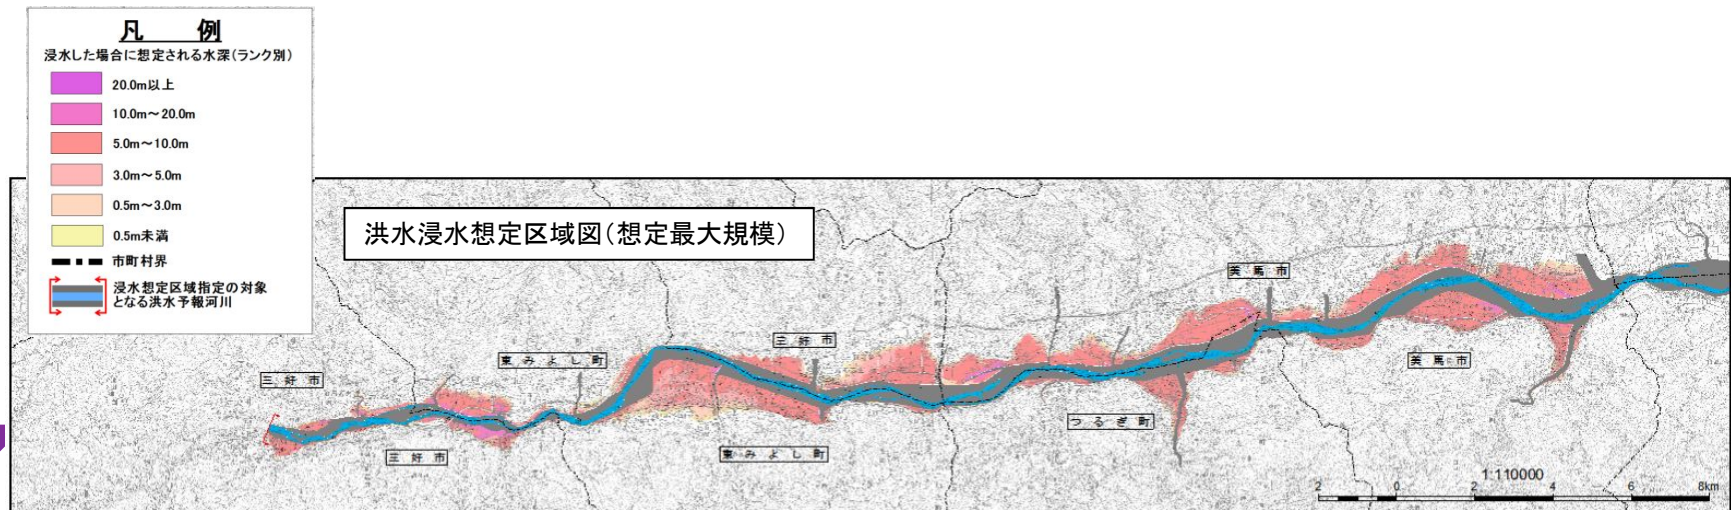 凡 例
浸水した場合に想定される水深(ランク別)
20.0m以上
10.0m～20.0m
5.0m～10.0m
3.0m～5.0m
0.5m～3.0m
0.5m未満
市町村界
浸水想定区域指定の対象
となる洪水予報河川
洪水浸水想定区域図(想定最大規模)
美馬市
三好市
東みよし町
三好市
美馬市
つるぎ町
三好市
東みよし町
1:110000
2 0 2 4 6 8km